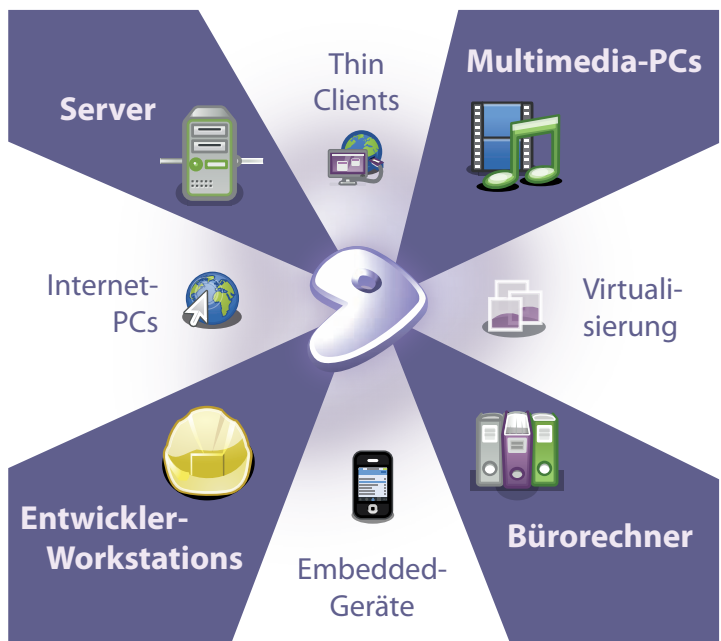 Server
Thin
Clients
Multimedia-PCs
Internet-
PCs
Virtuali-
sierung
Entwickler-
Workstations
Embedded-
Geräte
Bürorechner